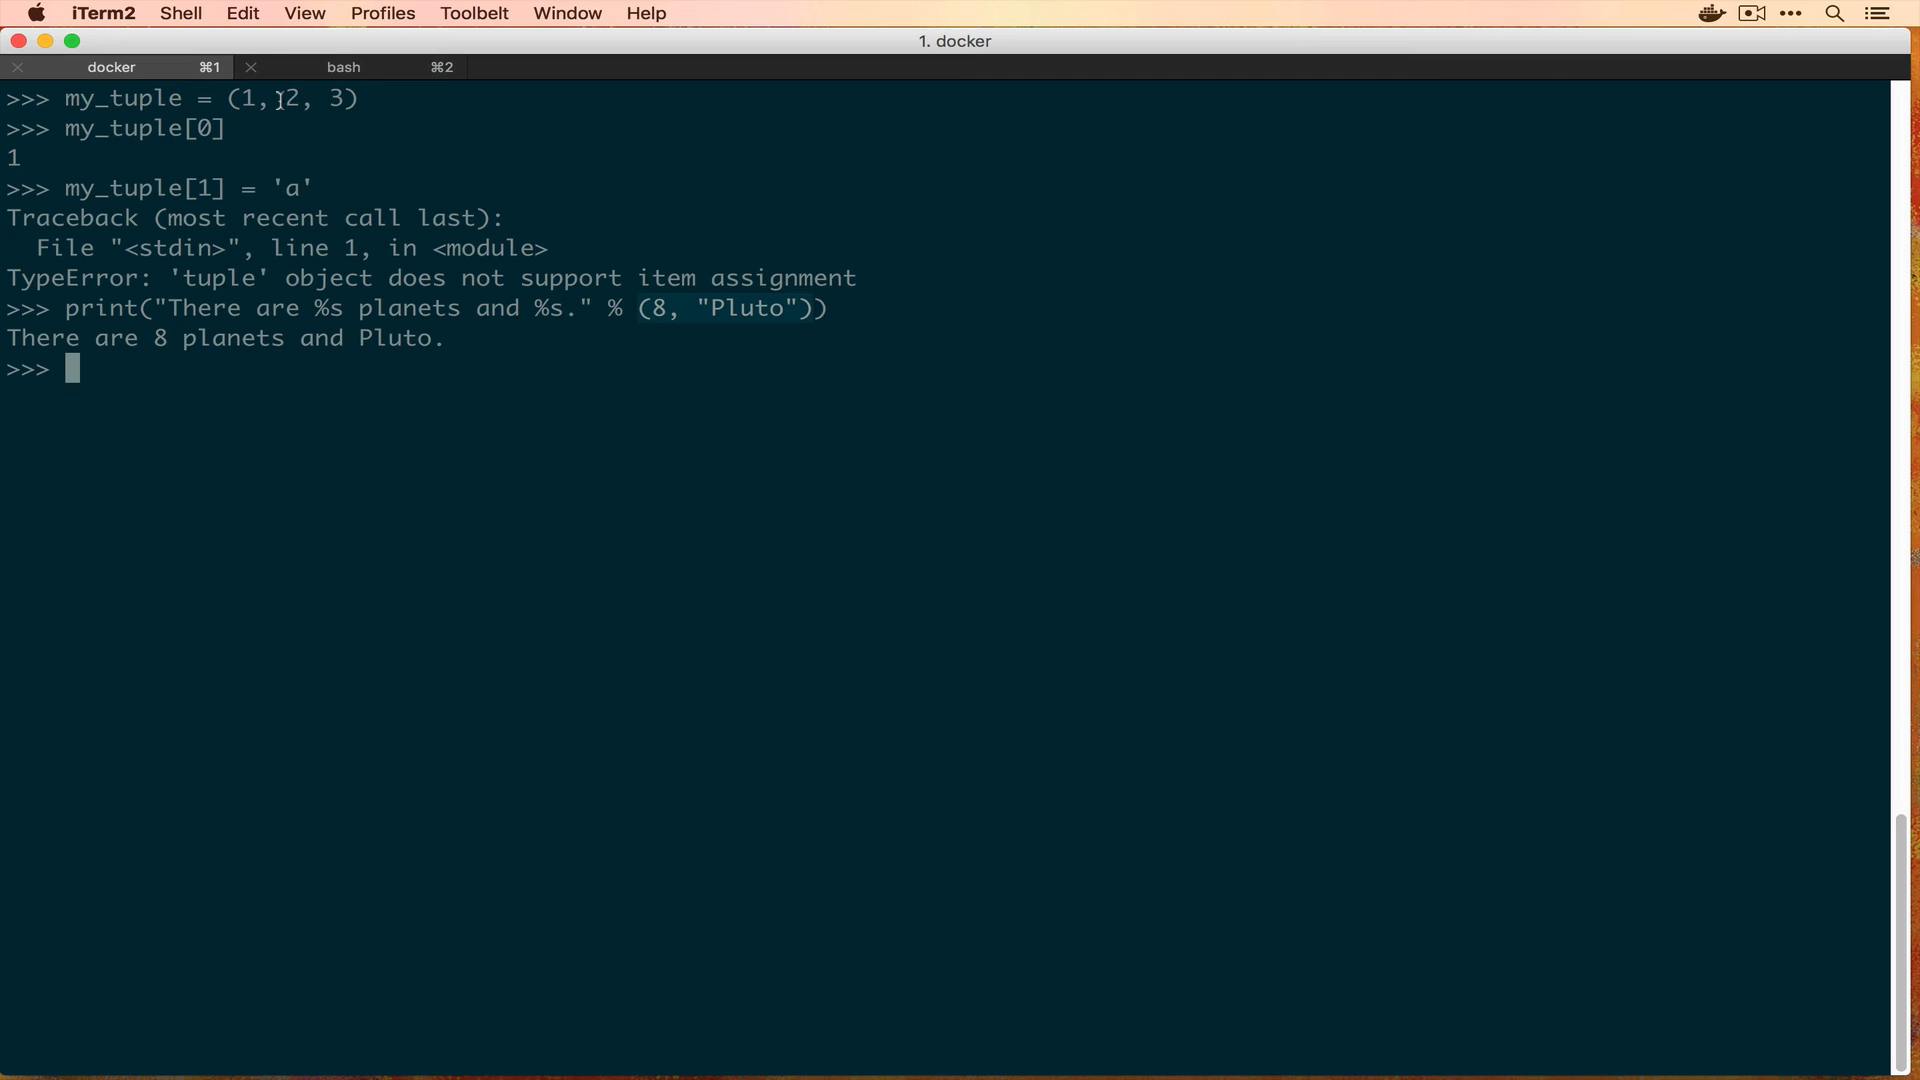 iTerm2 Shell Edit View Profiles Toolbelt Window Help
1. docker
docker ⌘1 bash ⌘2
>>> my_tuple = (1, 2, 3)
>>> my_tuple[0]
1
>>> my_tuple[1] = 'a'
Traceback (most recent call last):
  File "<stdin>", line 1, in <module>
TypeError: 'tuple' object does not support item assignment
>>> print("There are %s planets and %s." % (8, "Pluto"))
There are 8 planets and Pluto.
>>>